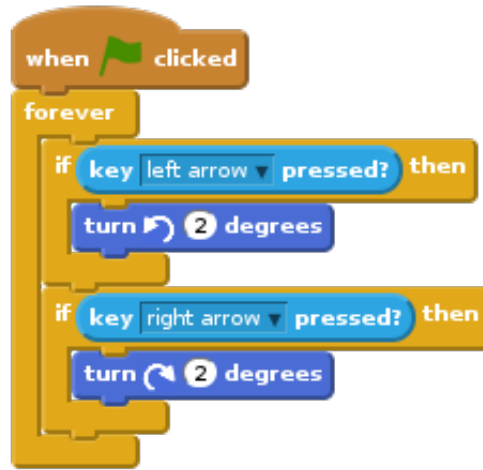 when clicked
forever
if key left arrow pressed? then
turn 2 degrees
if key right arrow pressed? then
turn 2 degrees